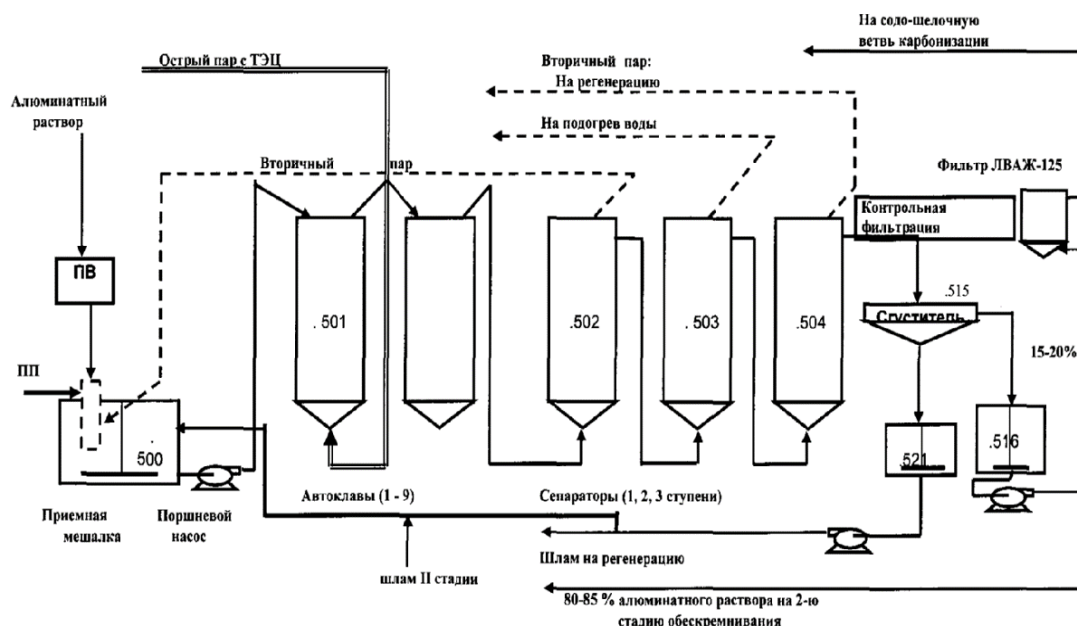 На соло-шелочную
ветвь карбонизации
Острый пар с ТЭЦ
Вторичный пар:
На регенерацию
Алюминатный
раствор
На подогрев воды
Вторичный пар
Фильтр ЛВАЖ-125
Контрольная
фильтрация
ПВ
.515
Сгуститель
. 501
.502
.503
.504
15-20%
ПП
.500
.521
.516
Автоклавы (1 - 9)
Сепараторы (1, 2, 3 ступени)
Приемная
мешалка
Поршневой
насос
Шлам на регенерацию
шлам II стадии
80-85 % алюминатного раствора на 2-ю
стадию обескремнивания